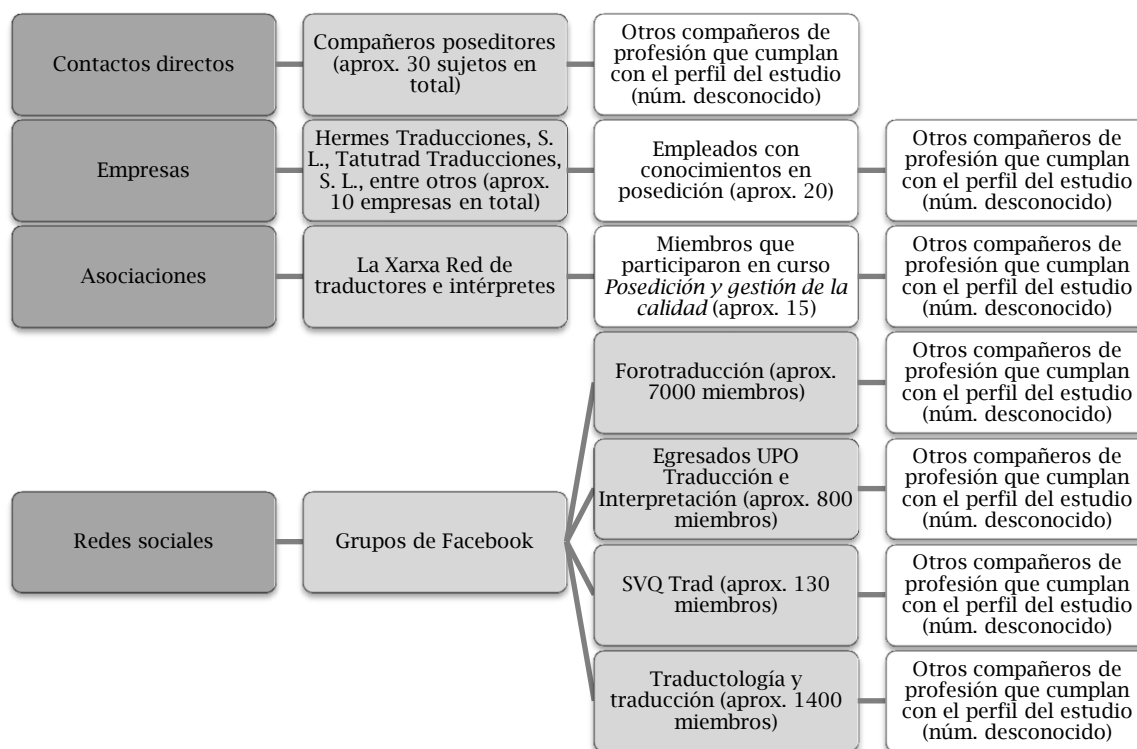 Contactos directos
Compañeros poseditores
(aprox. 30 sujetos en
total)
Otros compañeros de
profesión que cumplan
con el perfil del estudio
(núm. desconocido)
Empresas
Hermes Traducciones, S.
L., Tatutrad Traducciones,
S. L., entre otros (aprox.
10 empresas en total)
Empleados con
conocimientos en
posedición (aprox. 20)
Otros compañeros de
profesión que cumplan
con el perfil del estudio
(núm. desconocido)
Asociaciones
La Xarxa Red de
traductores e intérpretes
Miembros que
participaron en curso
Posedición y gestión de la
calidad (aprox. 15)
Otros compañeros de
profesión que cumplan
con el perfil del estudio
(núm. desconocido)
Redes sociales
Grupos de Facebook
Forotraducción (aprox.
7000 miembros)
Otros compañeros de
profesión que cumplan
con el perfil del estudio
(núm. desconocido)
Egresados UPO
Traducción e
Interpretación (aprox. 800
miembros)
Otros compañeros de
profesión que cumplan
con el perfil del estudio
(núm. desconocido)
SVQ Trad (aprox. 130
miembros)
Otros compañeros de
profesión que cumplan
con el perfil del estudio
(núm. desconocido)
Traductología y
traducción (aprox. 1400
miembros)
Otros compañeros de
profesión que cumplan
con el perfil del estudio
(núm. desconocido)